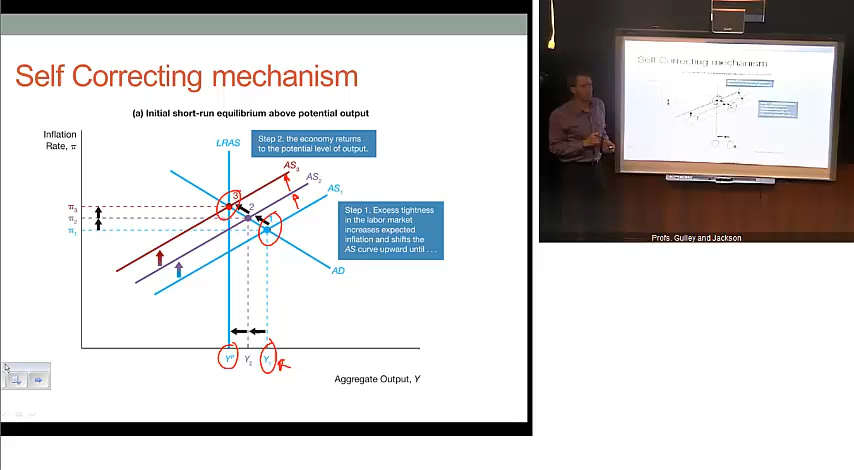 Self Correcting mechanism
(a) Initial short-run equilibrium above potential output
Inflation
Rate, π
LRAS
Step 2. the economy returns
to the potential level of output.
AS3
AS2
AS1
Step 1. Excess tightness
in the labor market
increases expected
inflation and shifts the
AS curve upward until . . .
3
2
1
π3
π2
π1
AD
YP
Y2
Y1
Aggregate Output, Y
Self Correcting mechanism
Profs. Gulley and Jackson